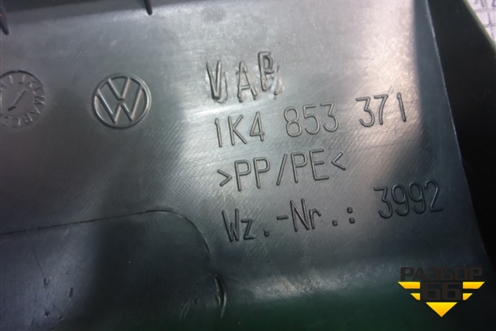 VAG
1K4 853 371
>PP/PE<
Wz.-Nr.: 3992
РАЗБОР
66